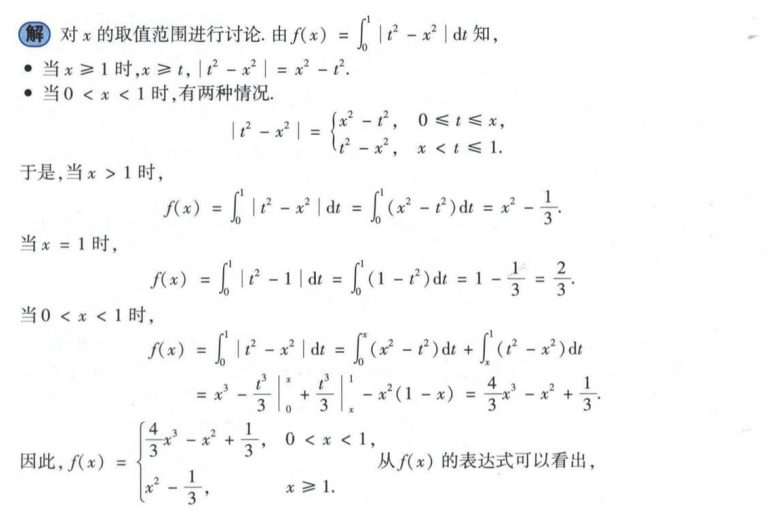 解 对 x 的取值范围进行讨论. 由 f(x) = ∫₀¹ | t² − x² | dt 知,
• 当 x ⩾ 1 时, x ⩾ t, | t² − x² | = x² − t².
• 当 0 < x < 1 时, 有两种情况.
| t² − x² | = { x² − t², 0 ⩽ t ⩽ x,
t² − x², x < t ⩽ 1.
于是, 当 x > 1 时,
f(x) = ∫₀¹ | t² − x² | dt = ∫₀¹ (x² − t²)dt = x² − 1/3.
当 x = 1 时,
f(x) = ∫₀¹ | t² − 1 | dt = ∫₀¹ (1 − t²)dt = 1 − 1/3 = 2/3.
当 0 < x < 1 时,
f(x) = ∫₀¹ | t² − x² | dt = ∫₀ˣ (x² − t²)dt + ∫ₓ¹ (t² − x²)dt
= x³ − t³/3 |₀ˣ + t³/3 |ₓ¹ − x²(1 − x) = 4/3 x³ − x² + 1/3.
因此, f(x) = { 4/3 x³ − x² + 1/3, 0 < x < 1,
x² − 1/3, x ⩾ 1.
从 f(x) 的表达式可以看出,